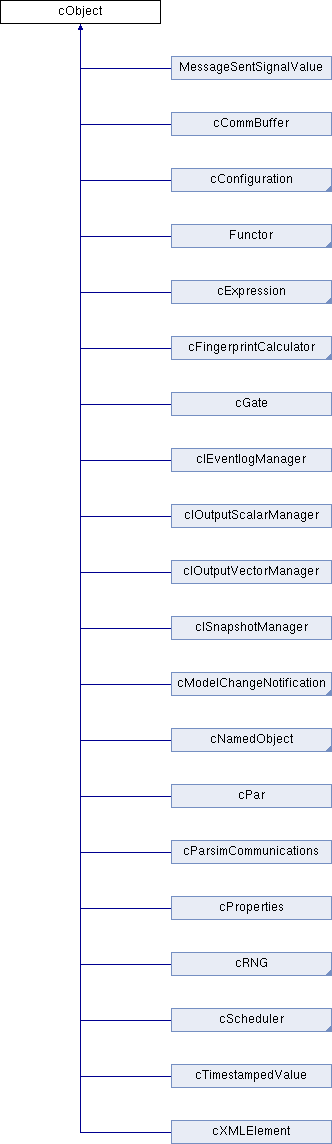 cObject
MessageSentSignalValue
cCommBuffer
cConfiguration
Functor
cExpression
cFingerprintCalculator
cGate
cIEventlogManager
cIOutputScalarManager
cIOutputVectorManager
cISnapshotManager
cModelChangeNotification
cNamedObject
cPar
cParsimCommunications
cProperties
cRNG
cScheduler
cTimestampedValue
cXMLElement